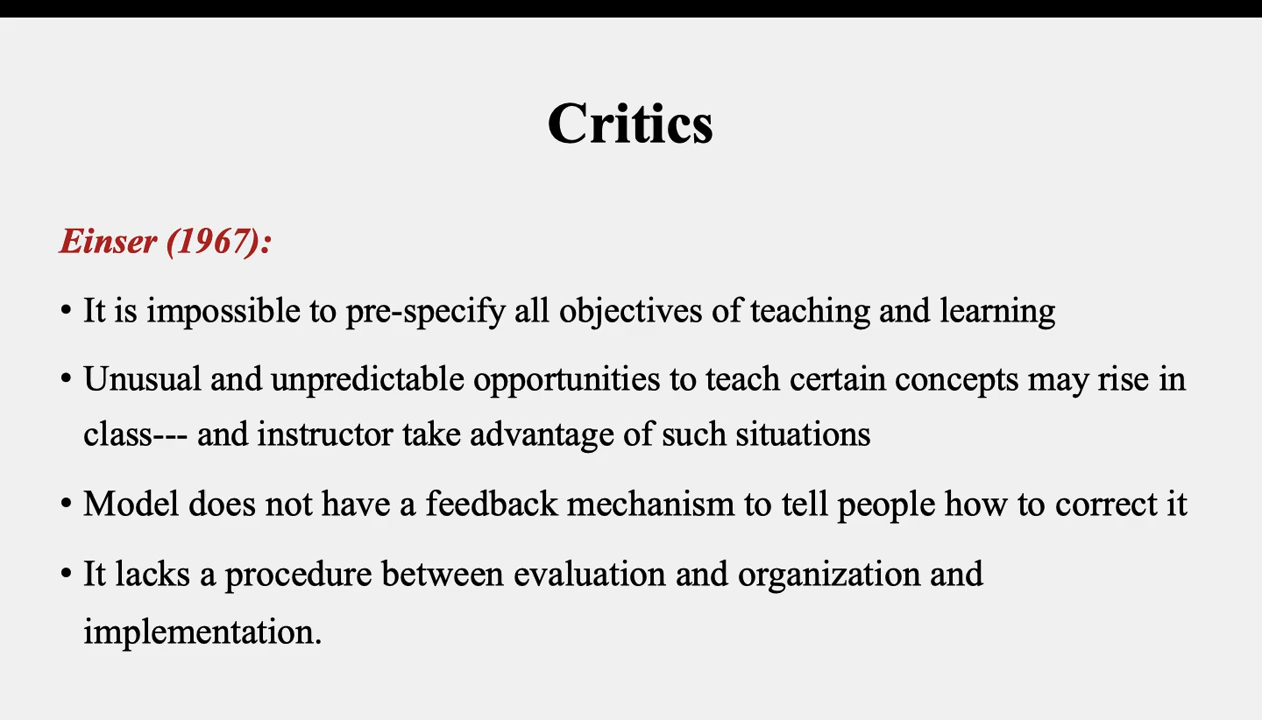 Critics
Einser (1967):
• It is impossible to pre-specify all objectives of teaching and learning
• Unusual and unpredictable opportunities to teach certain concepts may rise in
class--- and instructor take advantage of such situations
• Model does not have a feedback mechanism to tell people how to correct it
• It lacks a procedure between evaluation and organization and
implementation.